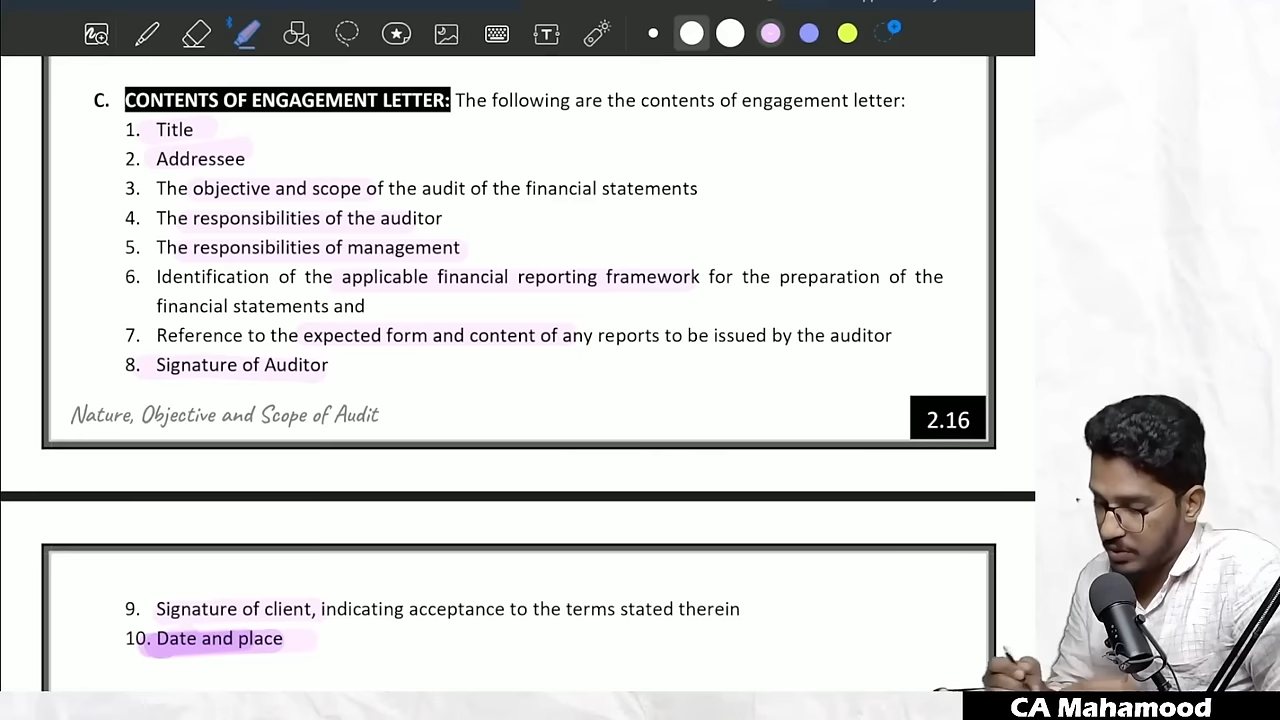 C. CONTENTS OF ENGAGEMENT LETTER: The following are the contents of engagement letter:
1. Title
2. Addressee
3. The objective and scope of the audit of the financial statements
4. The responsibilities of the auditor
5. The responsibilities of management
6. Identification of the applicable financial reporting framework for the preparation of the
financial statements and
7. Reference to the expected form and content of any reports to be issued by the auditor
8. Signature of Auditor
Nature, Objective and Scope of Audit
2.16
9. Signature of client, indicating acceptance to the terms stated therein
10. Date and place
CA Mahamood